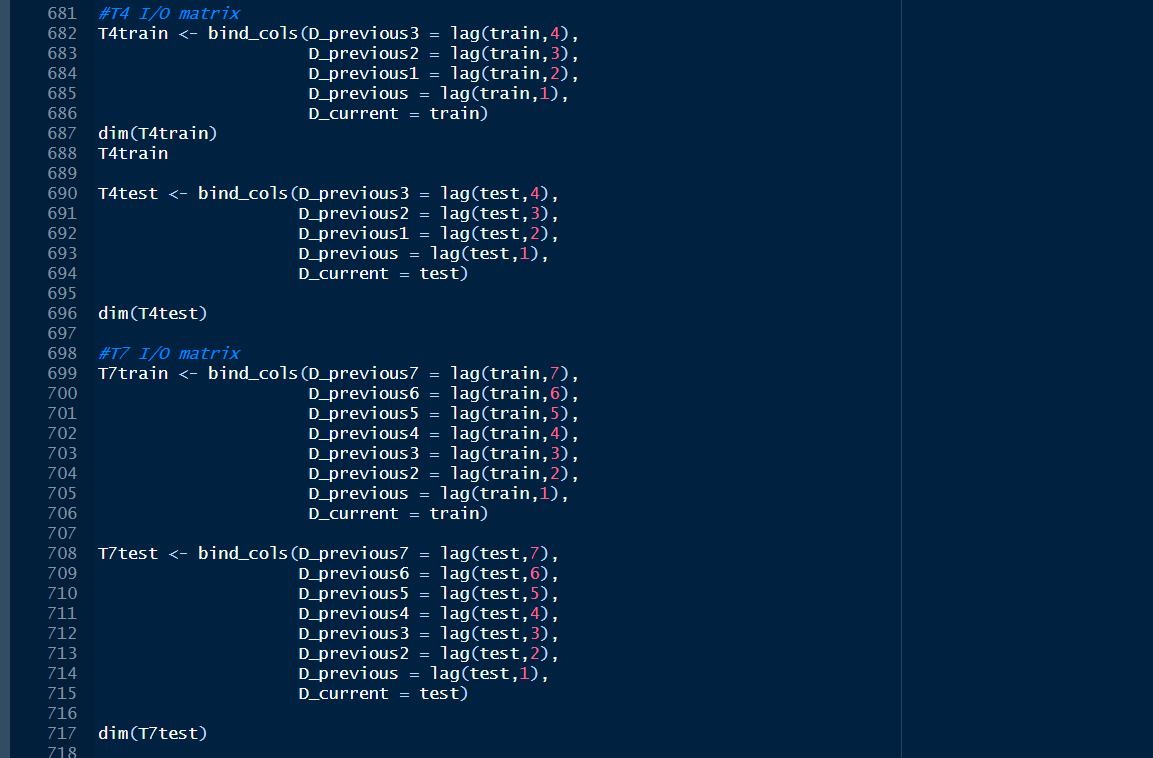 681 #T4 I/O matrix
682 T4train <- bind_cols(D_previous3 = lag(train,4),
683 D_previous2 = lag(train,3),
684 D_previous1 = lag(train,2),
685 D_previous = lag(train,1),
686 D_current = train)
687 dim(T4train)
688 T4train
689
690 T4test <- bind_cols(D_previous3 = lag(test,4),
691 D_previous2 = lag(test,3),
692 D_previous1 = lag(test,2),
693 D_previous = lag(test,1),
694 D_current = test)
695
696 dim(T4test)
697
698 #T7 I/O matrix
699 T7train <- bind_cols(D_previous7 = lag(train,7),
700 D_previous6 = lag(train,6),
701 D_previous5 = lag(train,5),
702 D_previous4 = lag(train,4),
703 D_previous3 = lag(train,3),
704 D_previous2 = lag(train,2),
705 D_previous = lag(train,1),
706 D_current = train)
707
708 T7test <- bind_cols(D_previous7 = lag(test,7),
709 D_previous6 = lag(test,6),
710 D_previous5 = lag(test,5),
711 D_previous4 = lag(test,4),
712 D_previous3 = lag(test,3),
713 D_previous2 = lag(test,2),
714 D_previous = lag(test,1),
715 D_current = test)
716
717 dim(T7test)
718